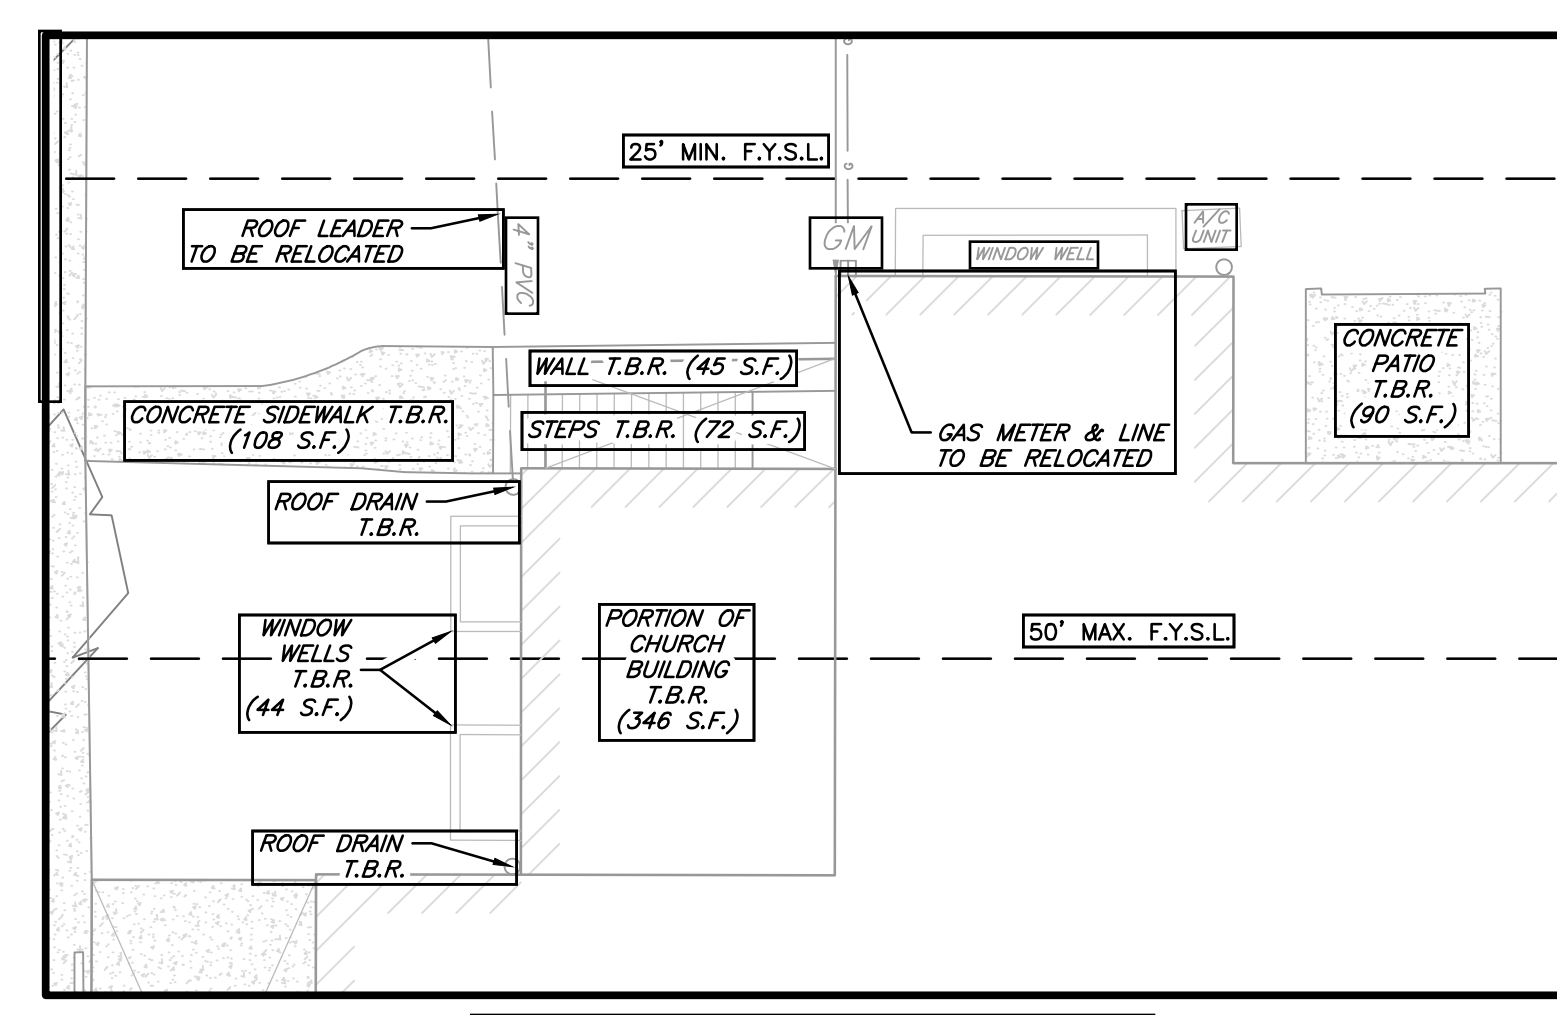 G
25' MIN. F.Y.S.L.
G
ROOF LEADER
TO BE RELOCATED
4" PVC
GM
WINDOW WELL
A/C
UNIT
WALL T.B.R. (45 S.F.)
CONCRETE
PATIO
T.B.R.
(90 S.F.)
CONCRETE SIDEWALK T.B.R.
(108 S.F.)
STEPS T.B.R. (72 S.F.)
GAS METER & LINE
TO BE RELOCATED
ROOF DRAIN
T.B.R.
WINDOW
WELLS
T.B.R.
(44 S.F.)
PORTION OF
CHURCH
BUILDING
T.B.R.
(346 S.F.)
50' MAX. F.Y.S.L.
ROOF DRAIN
T.B.R.